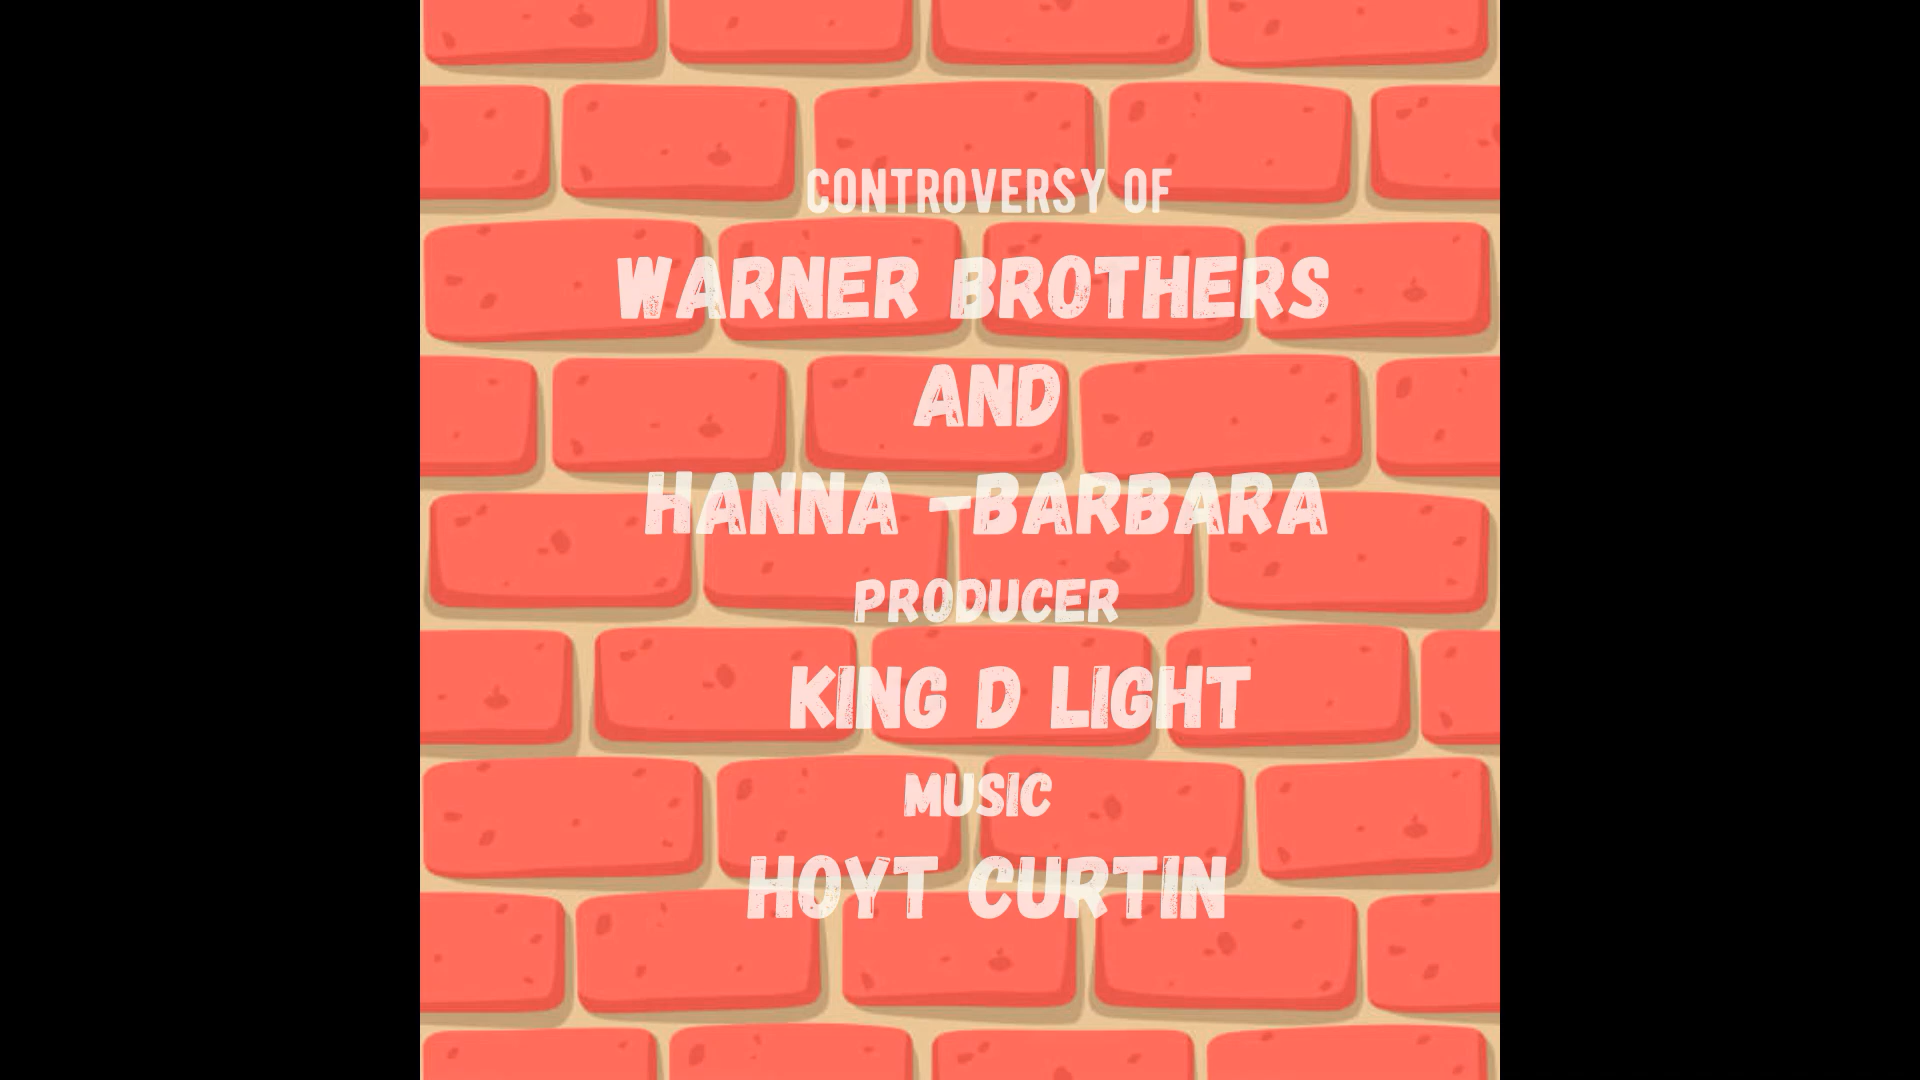 CONTROVERSY OF
WARNER BROTHERS
AND
HANNA -BARBARA
PRODUCER
KING D LIGHT
MUSIC
HOYT CURTIN